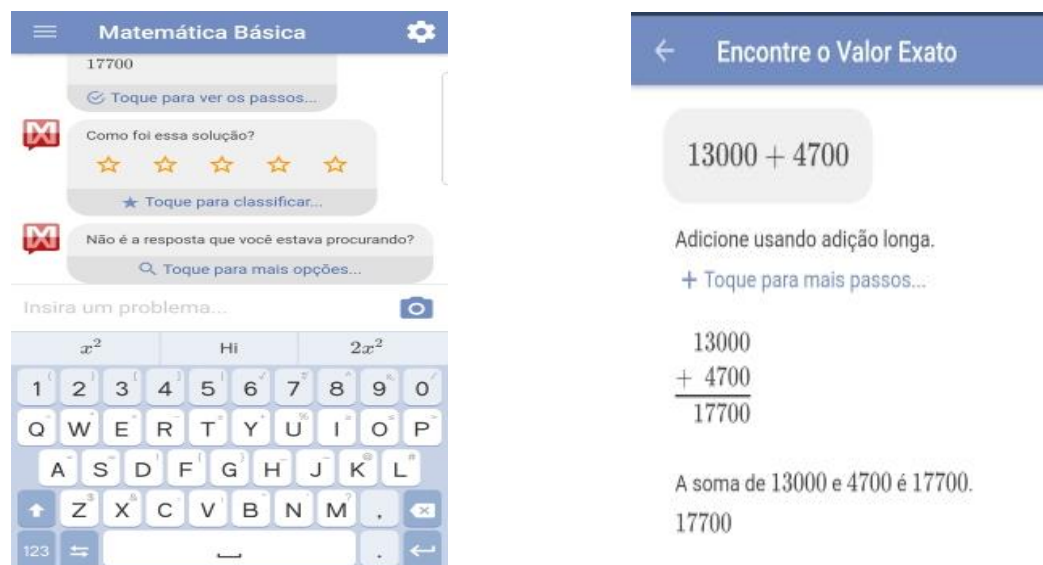 Matemática Básica
17700
Toque para ver os passos...
Como foi essa solução?
Toque para classificar...
Não é a resposta que você estava procurando?
Toque para mais opções...
Insira um problema...
x² Hi 2x²
1 2 3 4 5 6 7 8 9 0
Q W E R T Y U I O P
A S D F G H J K L
Z X C V B N M ,
123 .
Encontre o Valor Exato
13000 + 4700
Adicione usando adição longa.
+ Toque para mais passos...
13000
+ 4700
17700
A soma de 13000 e 4700 é 17700.
17700